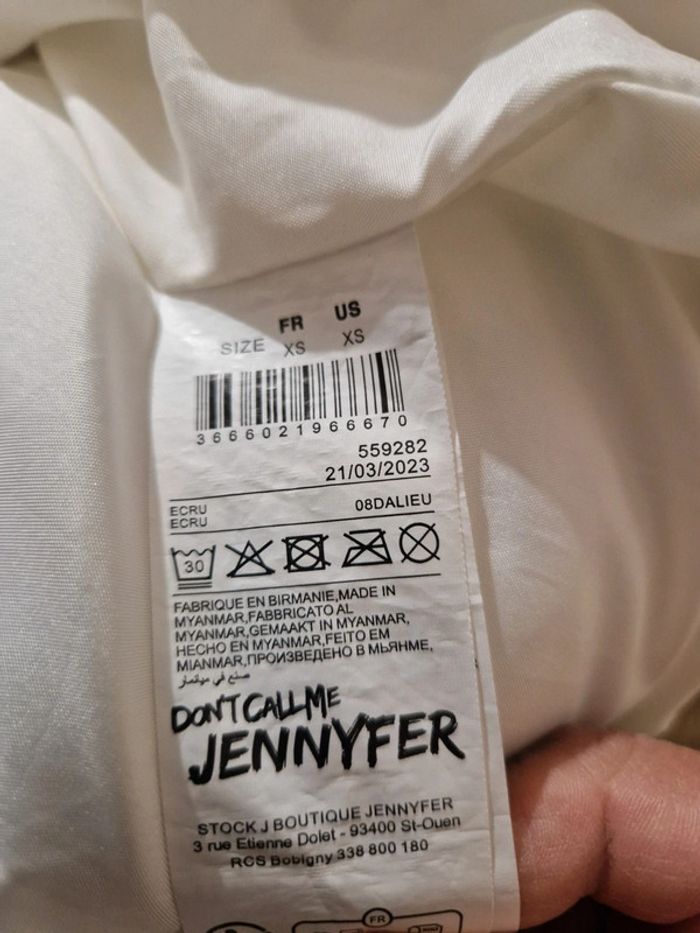 FR US
SIZE XS XS
3666021966670
559282
21/03/2023
ECRU
ECRU 08DALIEU
30
FABRIQUE EN BIRMANIE,MADE IN
MYANMAR,FABBRICATO AL
MYANMAR,GEMAAKT IN MYANMAR,
HECHO EN MYANMAR,FEITO EM
MIANMAR,ПРОИЗВЕДЕНО В МЬЯНМЕ,
صنع في ميانمار
DON'T CALL ME
JENNYFER
STOCK J BOUTIQUE JENNYFER
3 rue Etienne Dolet - 93400 St-Ouen
RCS Bobigny 338 800 180
FR